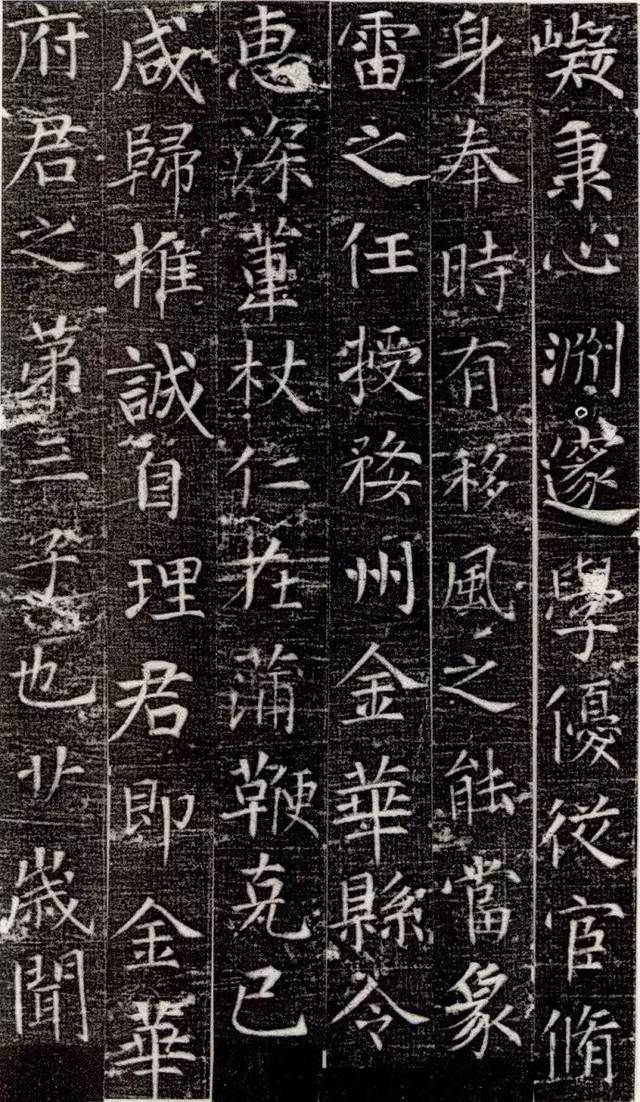 嶷秉心淵邃學優從宦脩
身奉時有移風之能當象
雷之任授婺州金華縣令
惠深葷杖仁在蒲鞭克已
咸歸推誠自理君即金華
府君之第三子也廿歲聞